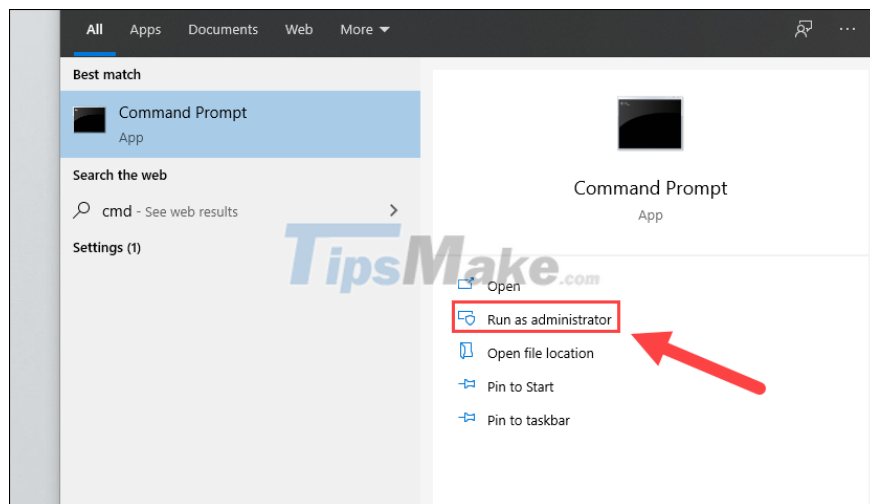 All Apps Documents Web More
Best match
Command Prompt
App
Search the web
cmd - See web results
Settings (1)
Command Prompt
App
TipsMake.com
Open
Run as administrator
Open file location
Pin to Start
Pin to taskbar